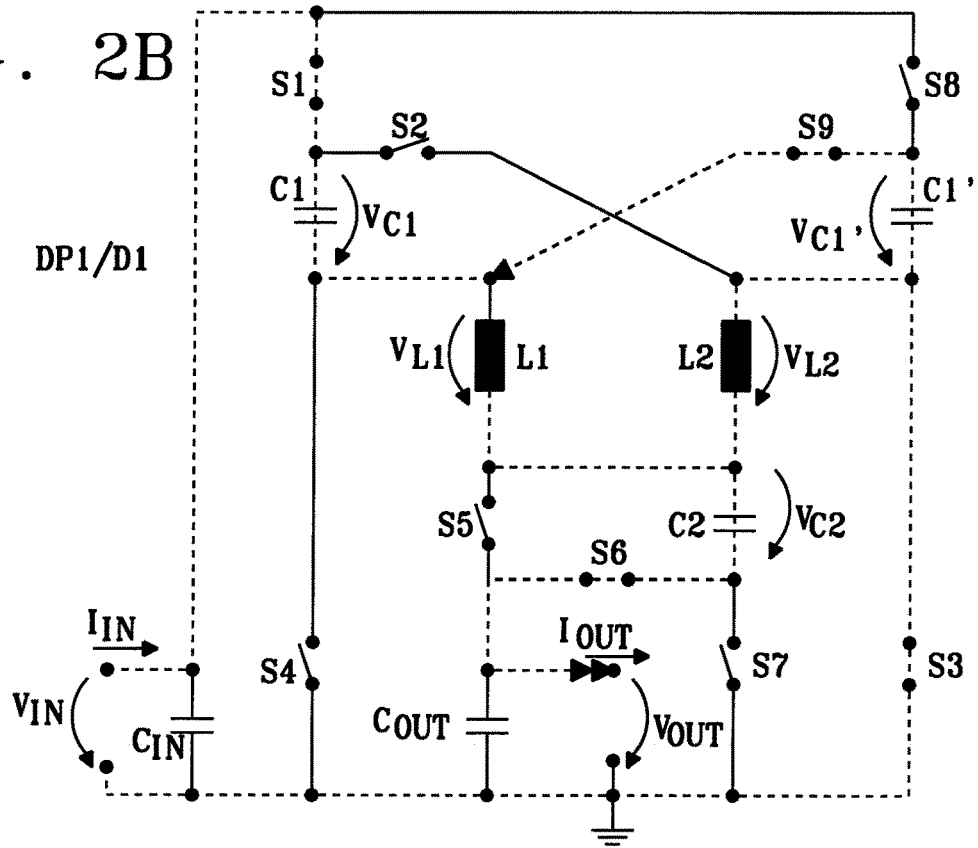 . 2B
S1
S8
S2
S9
C1
VC1
C1'
VC1'
DP1/D1
VL1
L1
L2
VL2
S5
C2
VC2
S6
IIN
IOUT
S4
S7
S3
VIN
CIN
COUT
VOUT